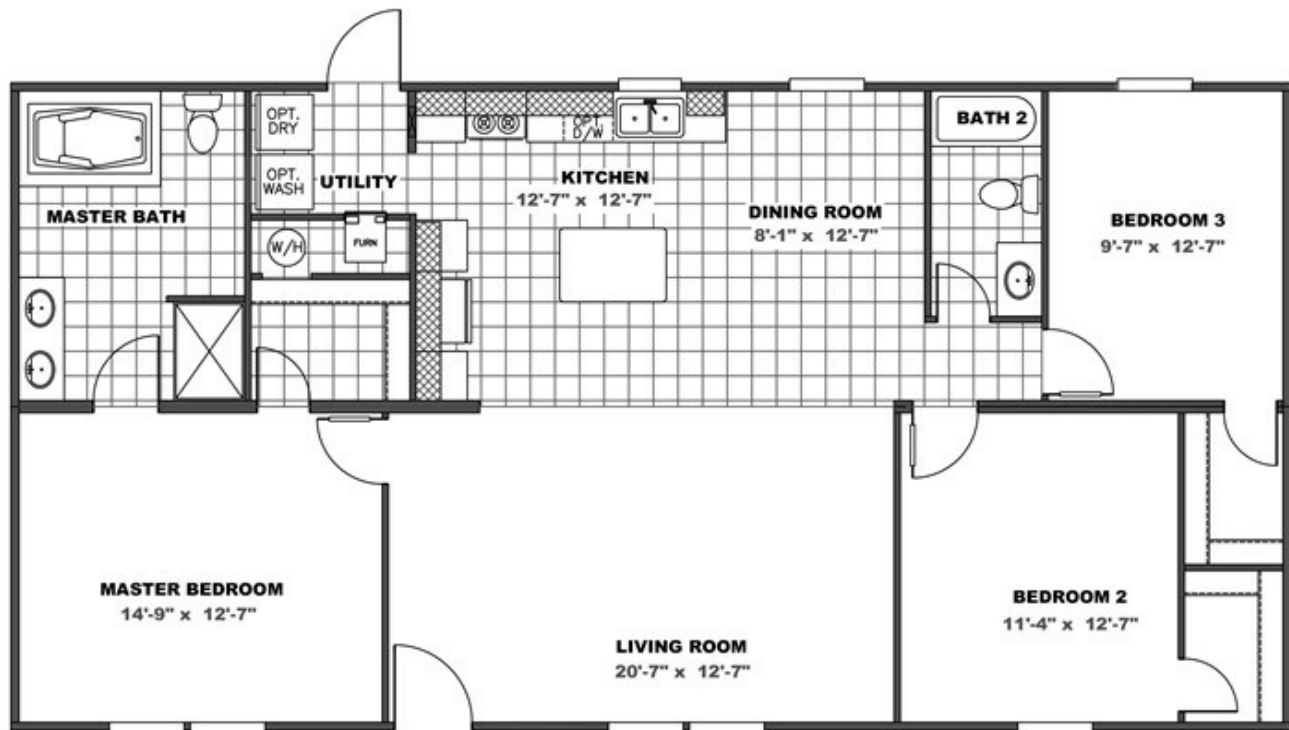 OPT.
DRY
OPT.
WASH
UTILITY
MASTER BATH
W/H
FURN
OPT.
D/W
KITCHEN
12'-7" x 12'-7"
DINING ROOM
8'-1" x 12'-7"
BATH 2
BEDROOM 3
9'-7" x 12'-7"
MASTER BEDROOM
14'-9" x 12'-7"
LIVING ROOM
20'-7" x 12'-7"
BEDROOM 2
11'-4" x 12'-7"